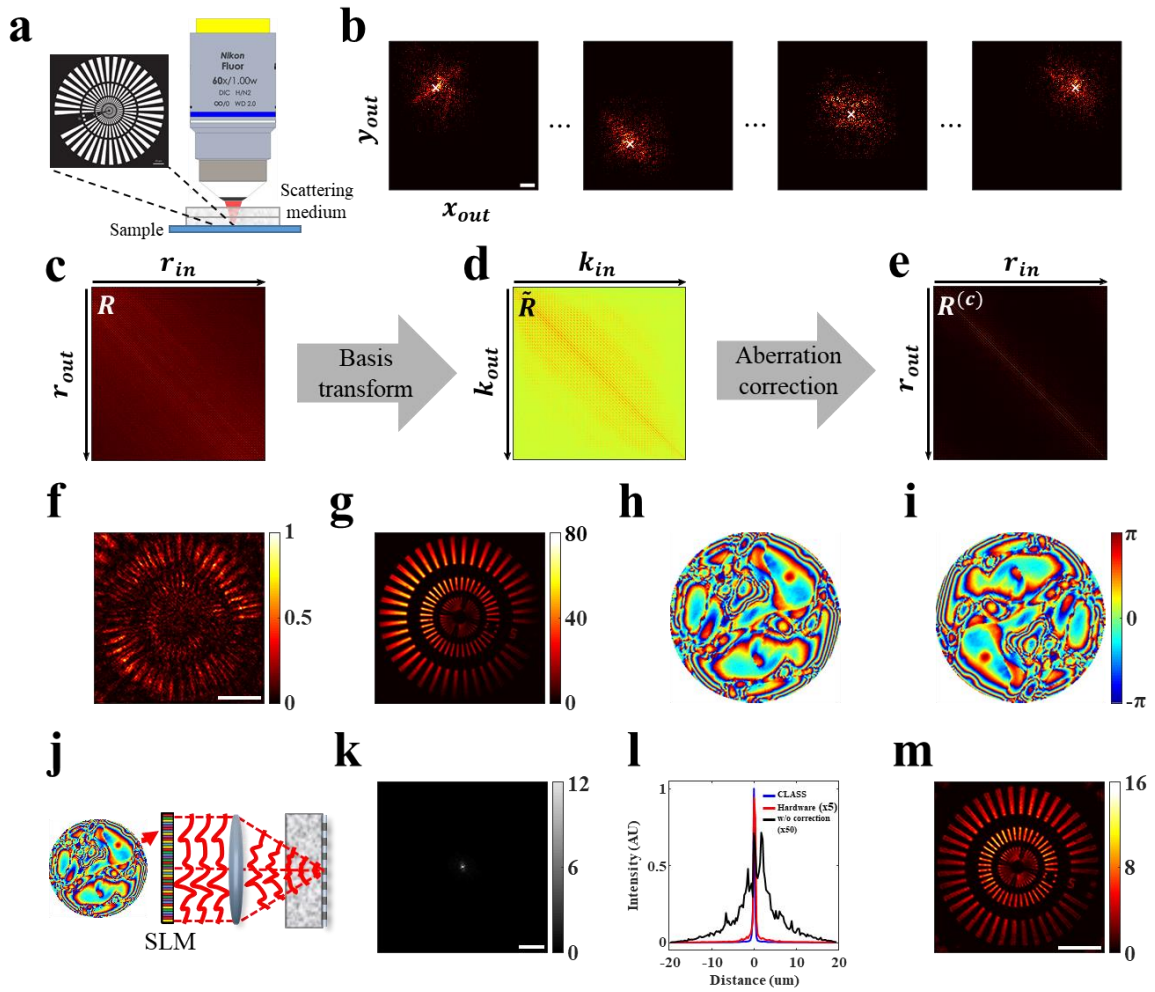 a
Nikon
Fluor
60x/1.00w
DIC H/N2
∞/0 WD 2.0
Scattering
medium
Sample
b
y_out
... ... ...
x_out
c
r_in
R
r_out
Basis
transform
d
k_in
R̃
k_out
Aberration
correction
e
r_in
R^(c)
r_out
f
1
0.5
0
g
80
40
0
h
i
π
0
-π
j
SLM
k
12
6
0
l
1
0.5
0
Intensity (AU)
CLASS
Hardware (x5)
w/o correction
(x50)
-20 -10 0 10 20
Distance (um)
m
16
8
0